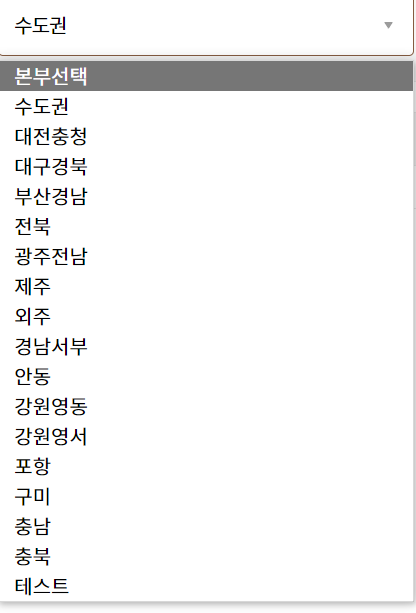 수도권
본부선택
수도권
대전충청
대구경북
부산경남
전북
광주전남
제주
외주
경남서부
안동
강원영동
강원영서
포항
구미
충남
충북
테스트